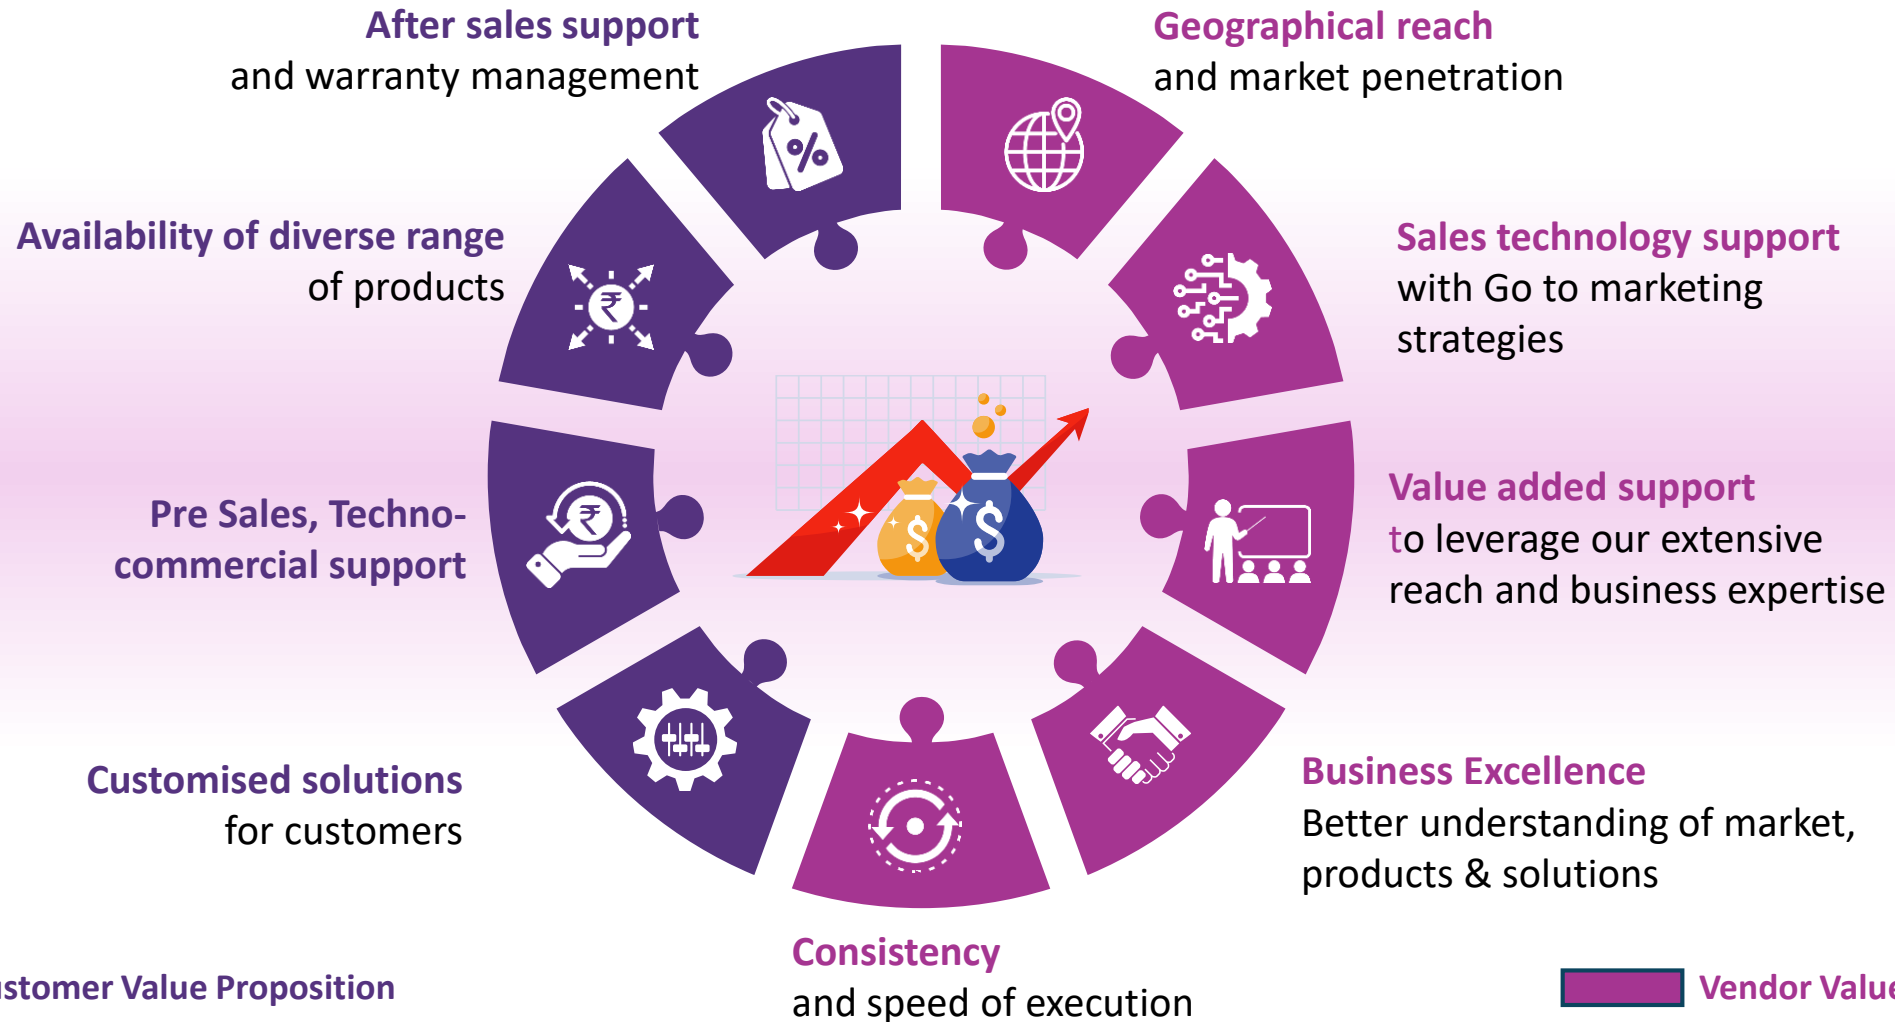 After sales support
and warranty management
Geographical reach
and market penetration
Availability of diverse range
of products
Sales technology support
with Go to marketing
strategies
Pre Sales, Techno-
commercial support
Value added support
to leverage our extensive
reach and business expertise
Customised solutions
for customers
Business Excellence
Better understanding of market,
products & solutions
Consistency
and speed of execution
ustomer Value Proposition
Vendor Value
%
₹
₹
$
$